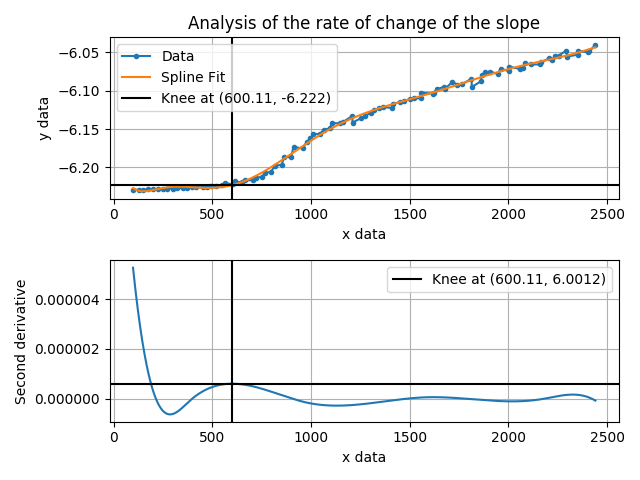 Analysis of the rate of change of the slope
Data
Spline Fit
Knee at (600.11, -6.222)
y data
−6.05
−6.10
−6.15
−6.20
0 500 1000 1500 2000 2500
x data
Knee at (600.11, 6.0012)
Second derivative
0.000004
0.000002
0.000000
0 500 1000 1500 2000 2500
x data